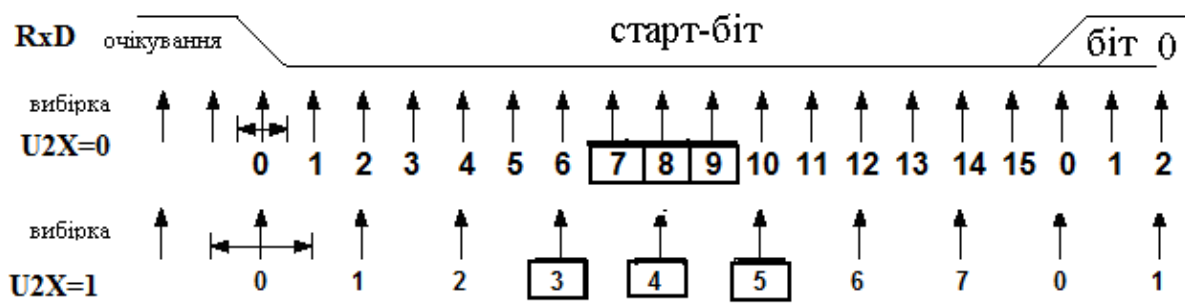 RxD очікування старт-біт біт 0
вибірка
U2X=0
0 1 2 3 4 5 6 7 8 9 10 11 12 13 14 15 0 1 2
вибірка
U2X=1
0 1 2 3 4 5 6 7 0 1